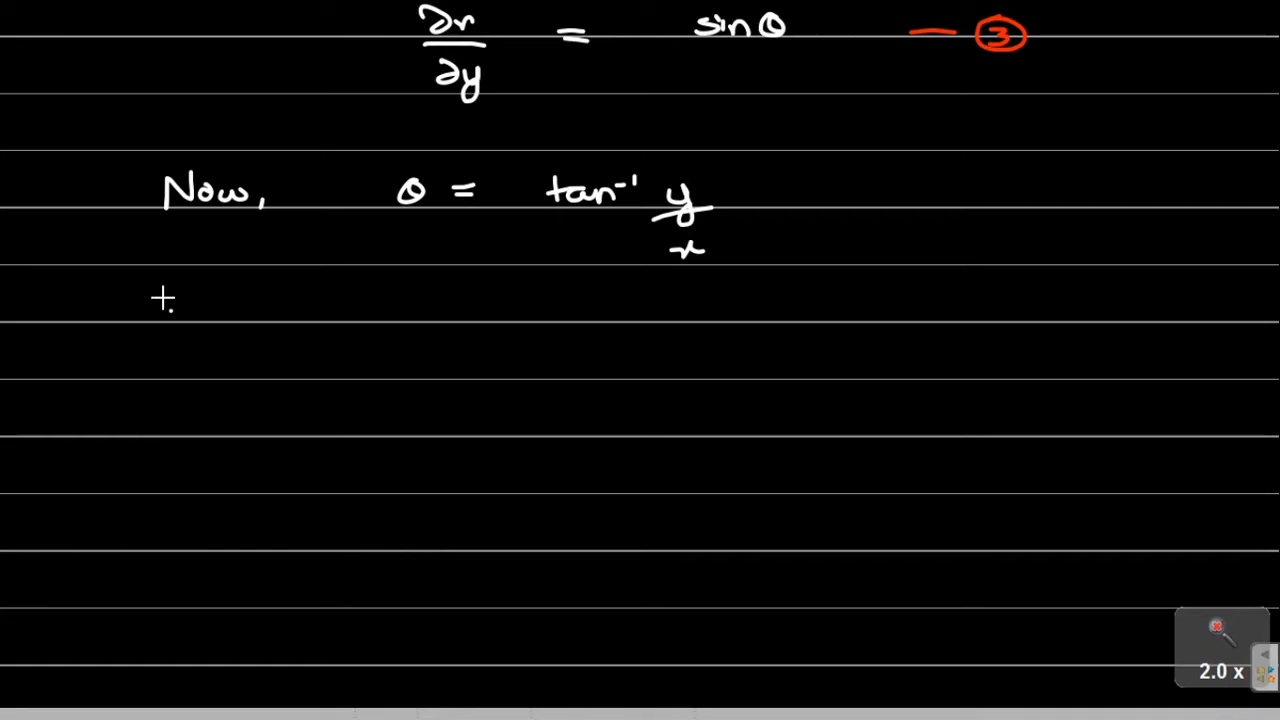 ∂r/∂y = sinθ — ③
Now, θ = tan⁻¹ y/x
2.0 x